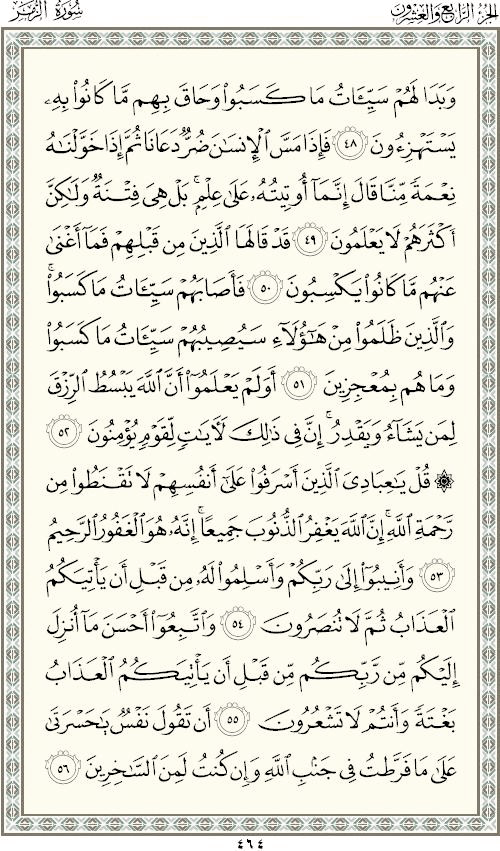 الجزء الرابع والعشرون
سُورَةُ الزُّمَرِ
وَبَدَا لَهُمْ سَيِّـَٔاتُ مَا كَسَبُوا۟ وَحَاقَ بِهِم مَّا كَانُوا۟ بِهِۦ
يَسْتَهْزِءُونَ ٤٨ فَإِذَا مَسَّ ٱلْإِنسَـٰنَ ضُرٌّ دَعَانَا ثُمَّ إِذَا خَوَّلْنَـٰهُ
نِعْمَةً مِّنَّا قَالَ إِنَّمَآ أُوتِيتُهُۥ عَلَىٰ عِلْمٍۭ ۚ بَلْ هِىَ فِتْنَةٌ وَلَـٰكِنَّ
أَكْثَرَهُمْ لَا يَعْلَمُونَ ٤٩ قَدْ قَالَهَا ٱلَّذِينَ مِن قَبْلِهِمْ فَمَآ أَغْنَىٰ
عَنْهُم مَّا كَانُوا۟ يَكْسِبُونَ ٥٠ فَأَصَابَهُمْ سَيِّـَٔاتُ مَا كَسَبُوا۟ ۚ
وَٱلَّذِينَ ظَلَمُوا۟ مِنْ هَـٰٓؤُلَآءِ سَيُصِيبُهُمْ سَيِّـَٔاتُ مَا كَسَبُوا۟
وَمَا هُم بِمُعْجِزِينَ ٥١ أَوَلَمْ يَعْلَمُوٓا۟ أَنَّ ٱللَّهَ يَبْسُطُ ٱلرِّزْقَ
لِمَن يَشَآءُ وَيَقْدِرُ ۚ إِنَّ فِى ذَٰلِكَ لَـَٔايَـٰتٍ لِّقَوْمٍ يُؤْمِنُونَ ٥٢
۞ قُلْ يَـٰعِبَادِىَ ٱلَّذِينَ أَسْرَفُوا۟ عَلَىٰٓ أَنفُسِهِمْ لَا تَقْنَطُوا۟ مِن
رَّحْمَةِ ٱللَّهِ ۚ إِنَّ ٱللَّهَ يَغْفِرُ ٱلذُّنُوبَ جَمِيعًا ۚ إِنَّهُۥ هُوَ ٱلْغَفُورُ ٱلرَّحِيمُ
٥٣ وَأَنِيبُوٓا۟ إِلَىٰ رَبِّكُمْ وَأَسْلِمُوا۟ لَهُۥ مِن قَبْلِ أَن يَأْتِيَكُمُ
ٱلْعَذَابُ ثُمَّ لَا تُنصَرُونَ ٥٤ وَٱتَّبِعُوٓا۟ أَحْسَنَ مَآ أُنزِلَ
إِلَيْكُم مِّن رَّبِّكُم مِّن قَبْلِ أَن يَأْتِيَكُمُ ٱلْعَذَابُ
بَغْتَةً وَأَنتُمْ لَا تَشْعُرُونَ ٥٥ أَن تَقُولَ نَفْسٌ يَـٰحَسْرَتَىٰ
عَلَىٰ مَا فَرَّطتُ فِى جَنۢبِ ٱللَّهِ وَإِن كُنتُ لَمِنَ ٱلسَّـٰخِرِينَ ٥٦
٤٦٤